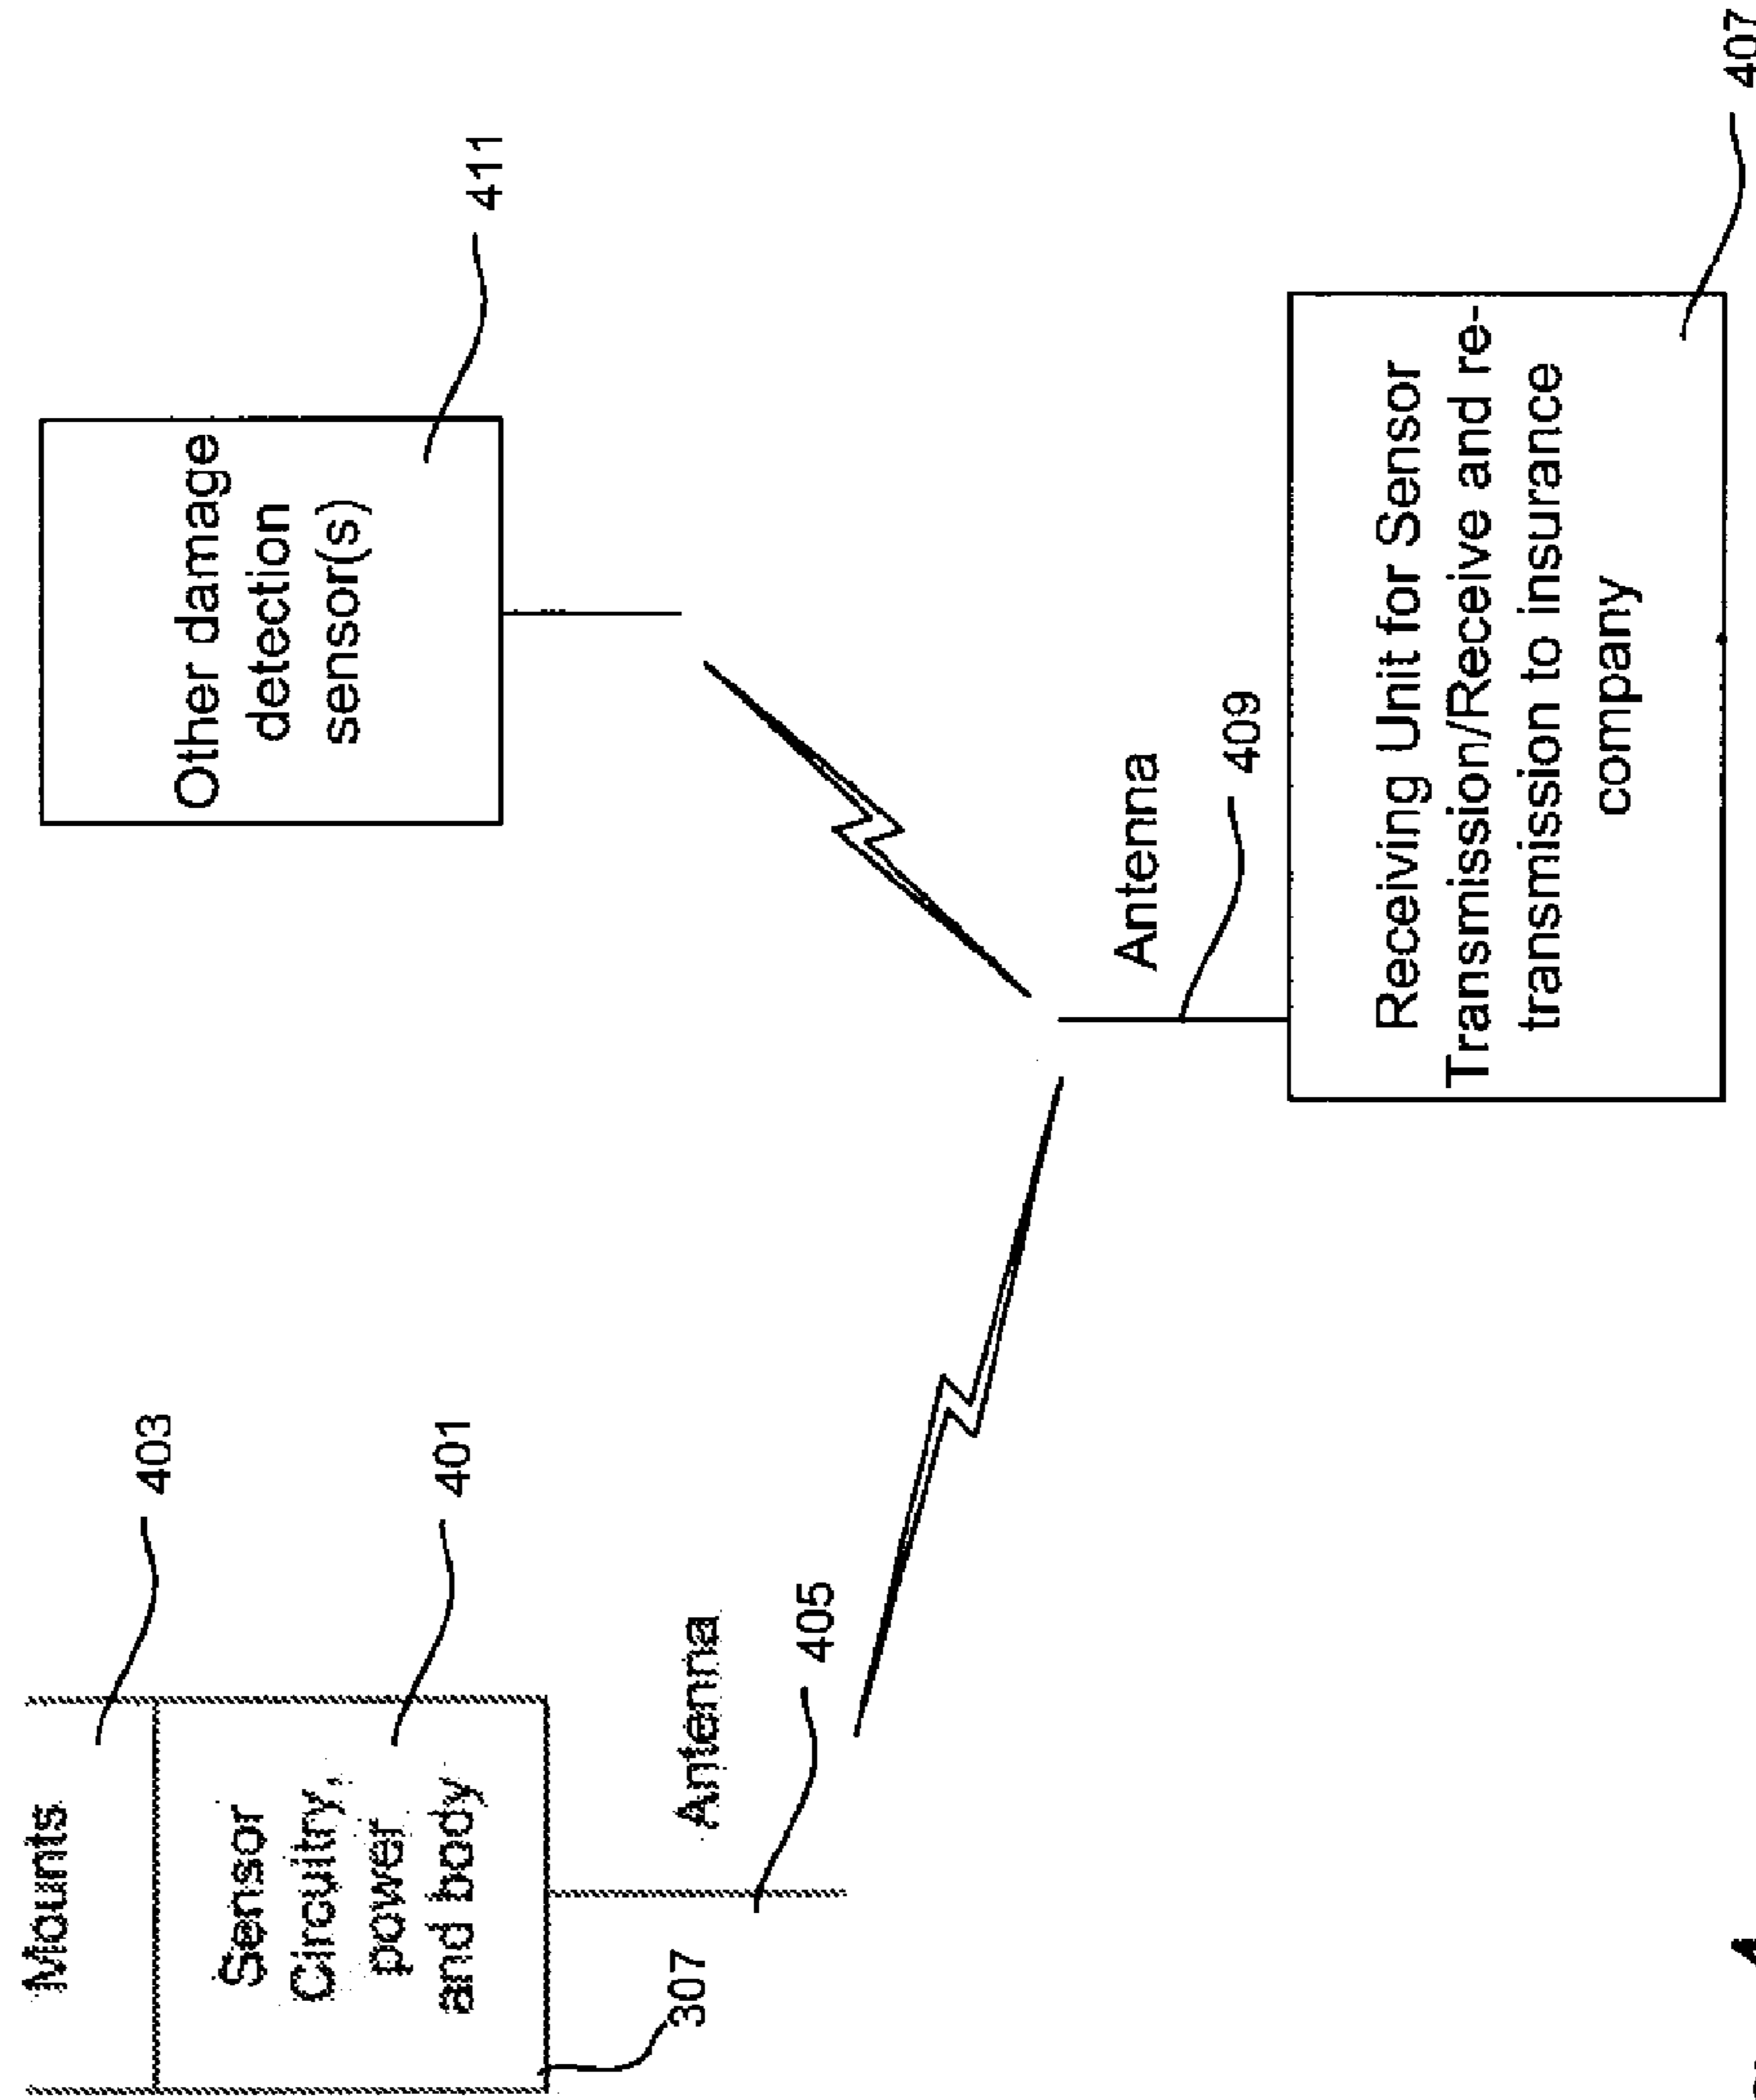 Mounts
403
Sensor
Circuitry,
power
and body
401
307
Antenna
405
Other damage
detection
sensor(s)
411
Antenna
409
Receiving Unit for Sensor
Transmission/Receive and re-
transmission to insurance
company
407